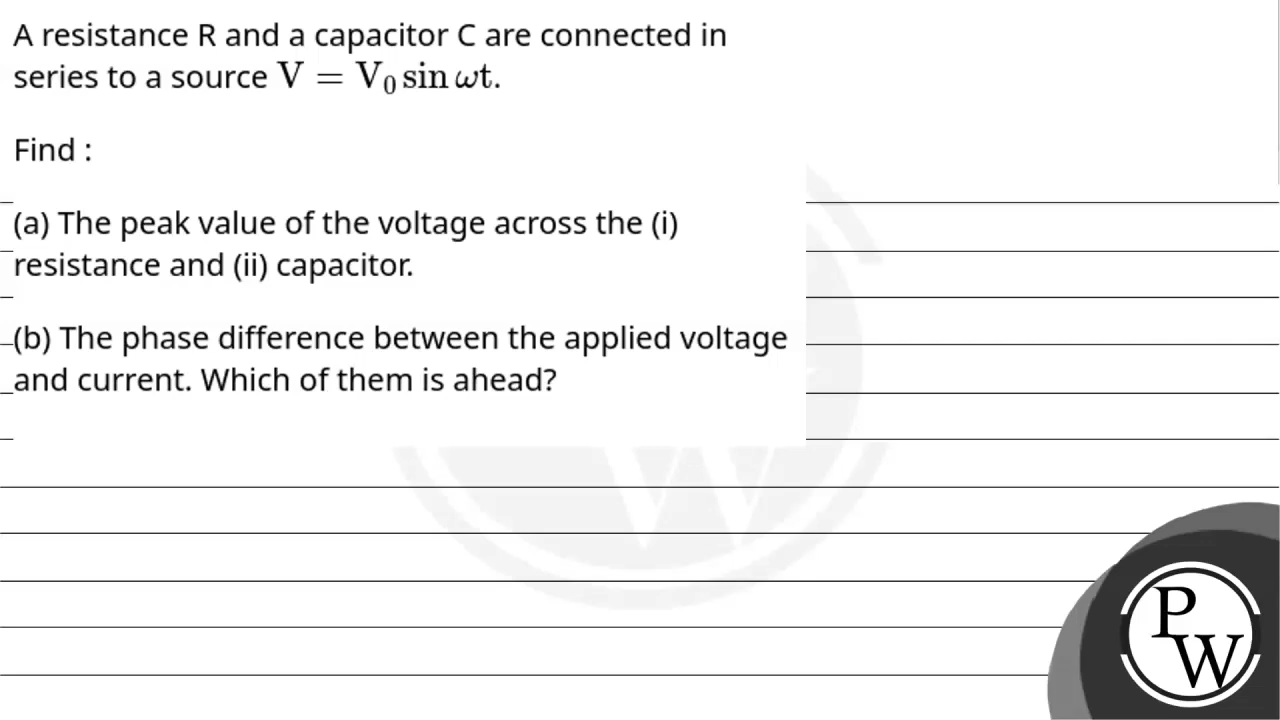 A resistance R and a capacitor C are connected in
series to a source V = V₀ sin ωt.
Find :
(a) The peak value of the voltage across the (i)
resistance and (ii) capacitor.
(b) The phase difference between the applied voltage
and current. Which of them is ahead?
PW